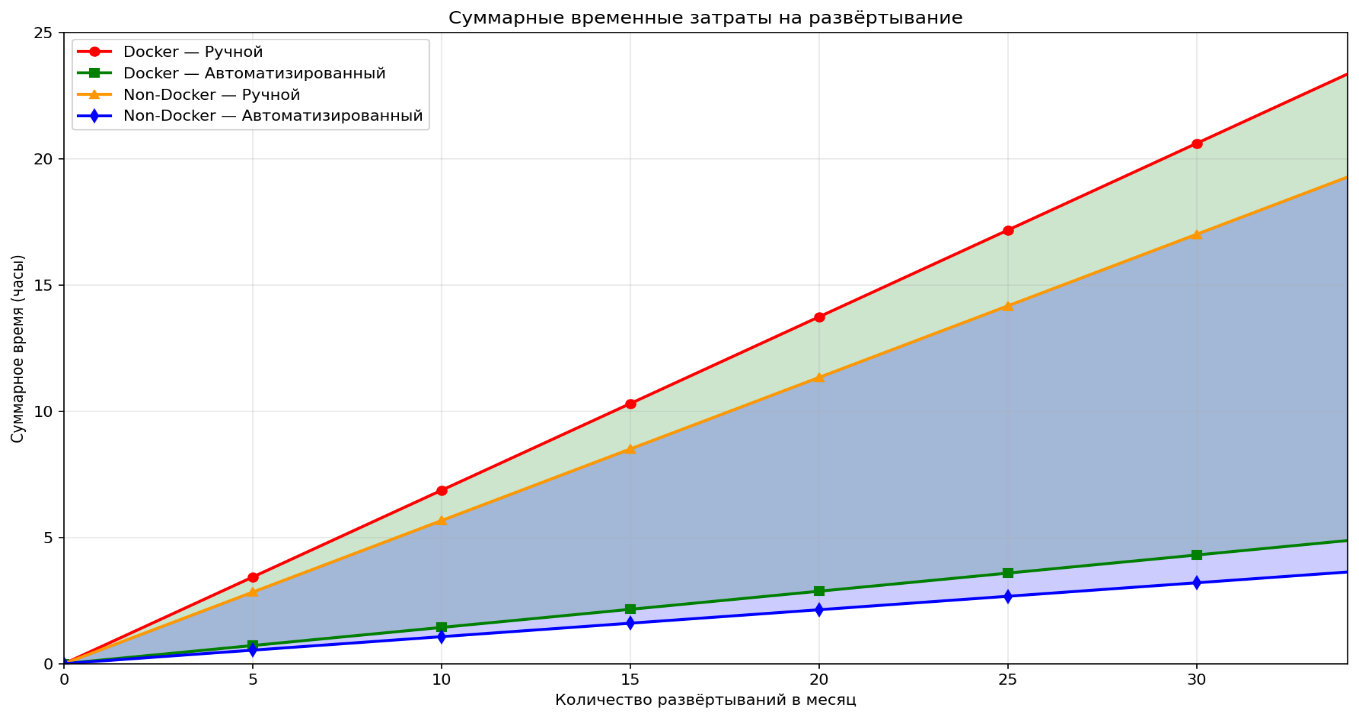 Суммарные временные затраты на развёртывание
25
20
15
10
5
0
Суммарное время (часы)
Docker — Ручной
Docker — Автоматизированный
Non-Docker — Ручной
Non-Docker — Автоматизированный
0 5 10 15 20 25 30
Количество развёртываний в месяц